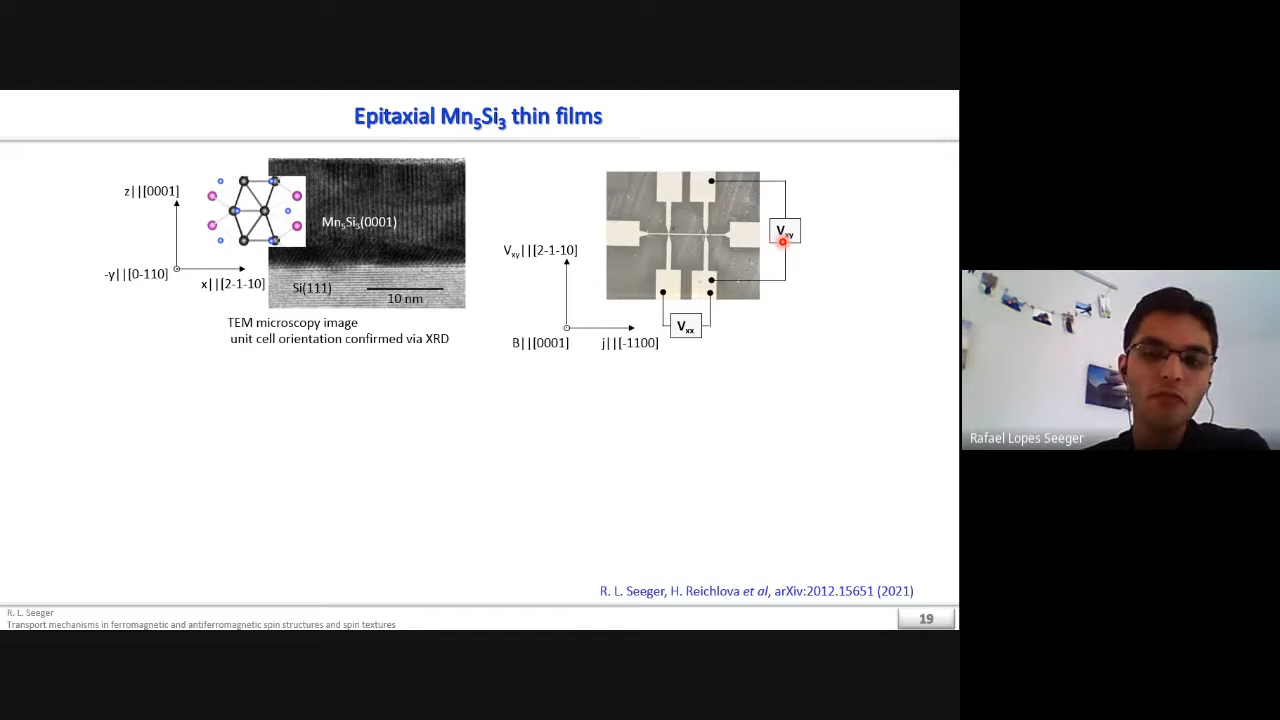 Epitaxial Mn5Si3 thin films
z||[0001]
Mn5Si3(0001)
-y||[0-110]
x||[2-1-10]
Si(111)
10 nm
TEM microscopy image
unit cell orientation confirmed via XRD
Vxy||[2-1-10]
B||[0001]
j||[-1100]
Vxy
Vxx
R. L. Seeger, H. Reichlova et al, arXiv:2012.15651 (2021)
R. L. Seeger
Transport mechanisms in ferromagnetic and antiferromagnetic spin structures and spin textures
19
Rafael Lopes Seeger